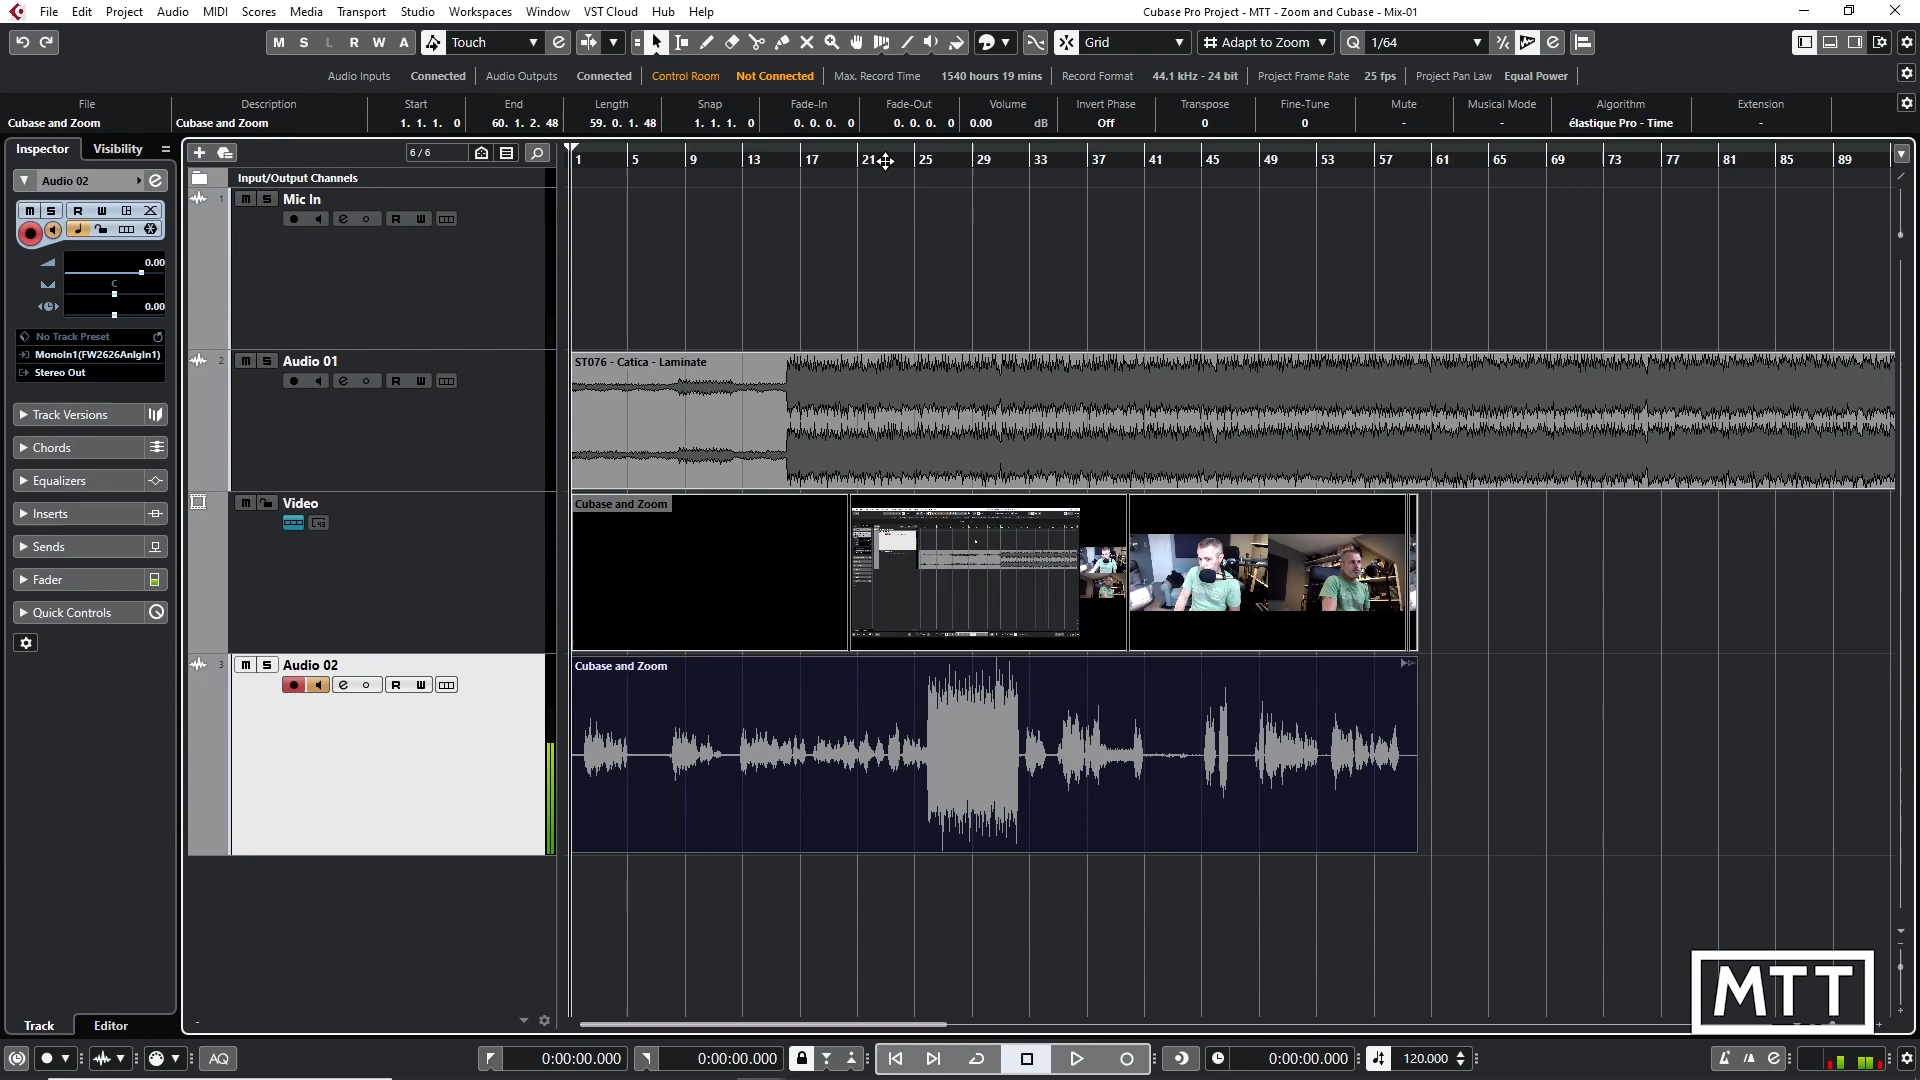 File Edit Project Audio MIDI Scores Media Transport Studio Workspaces Window VST Cloud Hub Help
Cubase Pro Project - MTT - Zoom and Cubase - Mix-01
M S L R W A Touch Grid Adapt to Zoom Q 1/64
Audio Inputs Connected Audio Outputs Connected Control Room Not Connected Max. Record Time 1540 hours 19 mins Record Format 44.1 kHz - 24 bit Project Frame Rate 25 fps Project Pan Law Equal Power
File Description Start End Length Snap Fade-In Fade-Out Volume Invert Phase Transpose Fine-Tune Mute Musical Mode Algorithm Extension
Cubase and Zoom Cubase and Zoom 1. 1. 1. 0 60. 1. 2. 48 59. 0. 1. 48 1. 1. 1. 0 0. 0. 0. 0 0. 0. 0. 0 0.00 dB Off 0 0 - - élastique Pro - Time -
Inspector Visibility
6 / 6
1 5 9 13 17 21 25 29 33 37 41 45 49 53 57 61 65 69 73 77 81 85 89
Audio 02
Input/Output Channels
1 m S Mic In
R W
m S R W
0.00
C
0.00
No Track Preset
MonoIn1(FW2626AnlgIn1)
Stereo Out
2 m S Audio 01
R W
ST076 - Catica - Laminate
Track Versions
Chords
Equalizers
Inserts
Sends
Fader
Quick Controls
m Video
Cubase and Zoom
3 m S Audio 02
R W
Cubase and Zoom
MTT
Track Editor
AQ
0:00:00.000 0:00:00.000 0:00:00.000 120.000